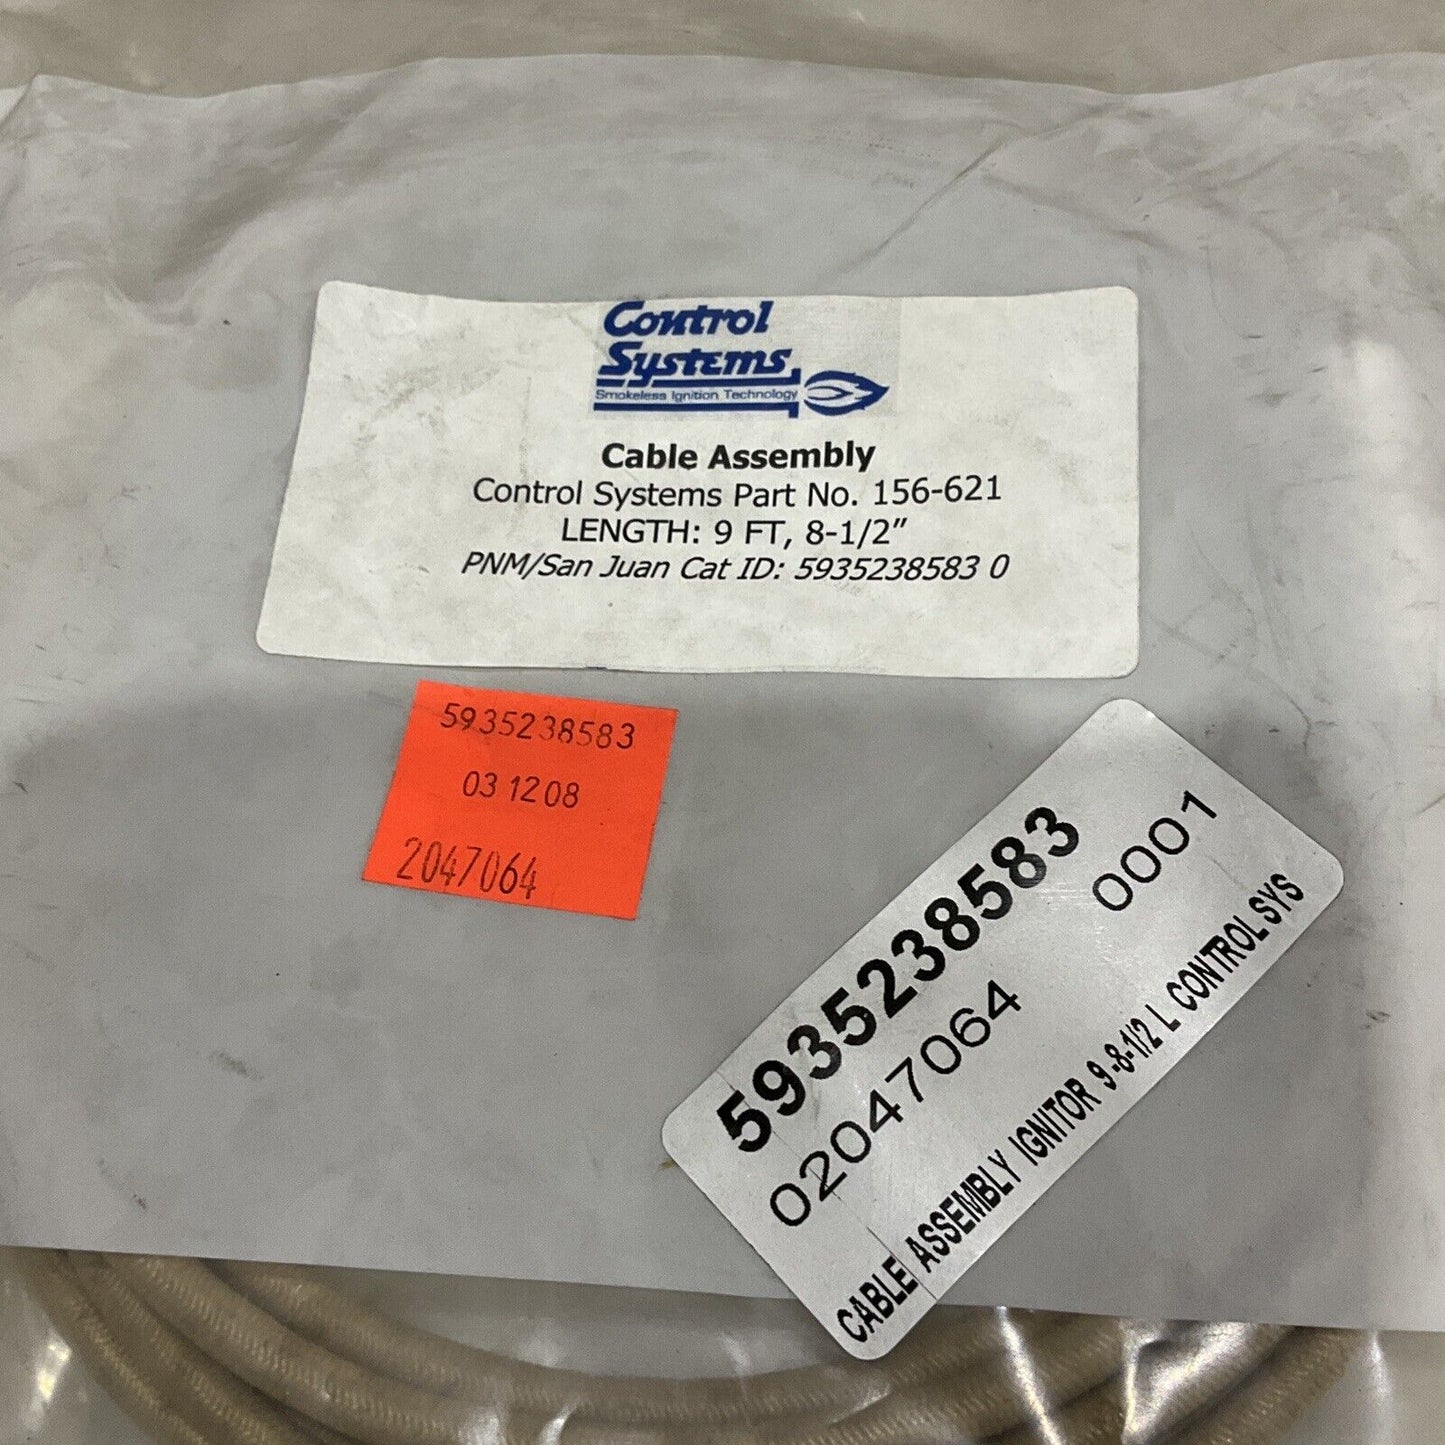 Control
Systems
Smokeless Ignition Technology
Cable Assembly
Control Systems Part No. 156-621
LENGTH: 9 FT, 8-1/2”
PNM/San Juan Cat ID: 5935238583 0
5935238583
03 12 08
2047064
5935238583
02047064 0001
CABLE ASSEMBLY IGNITOR 9-8-1/2 L CONTROL SYS